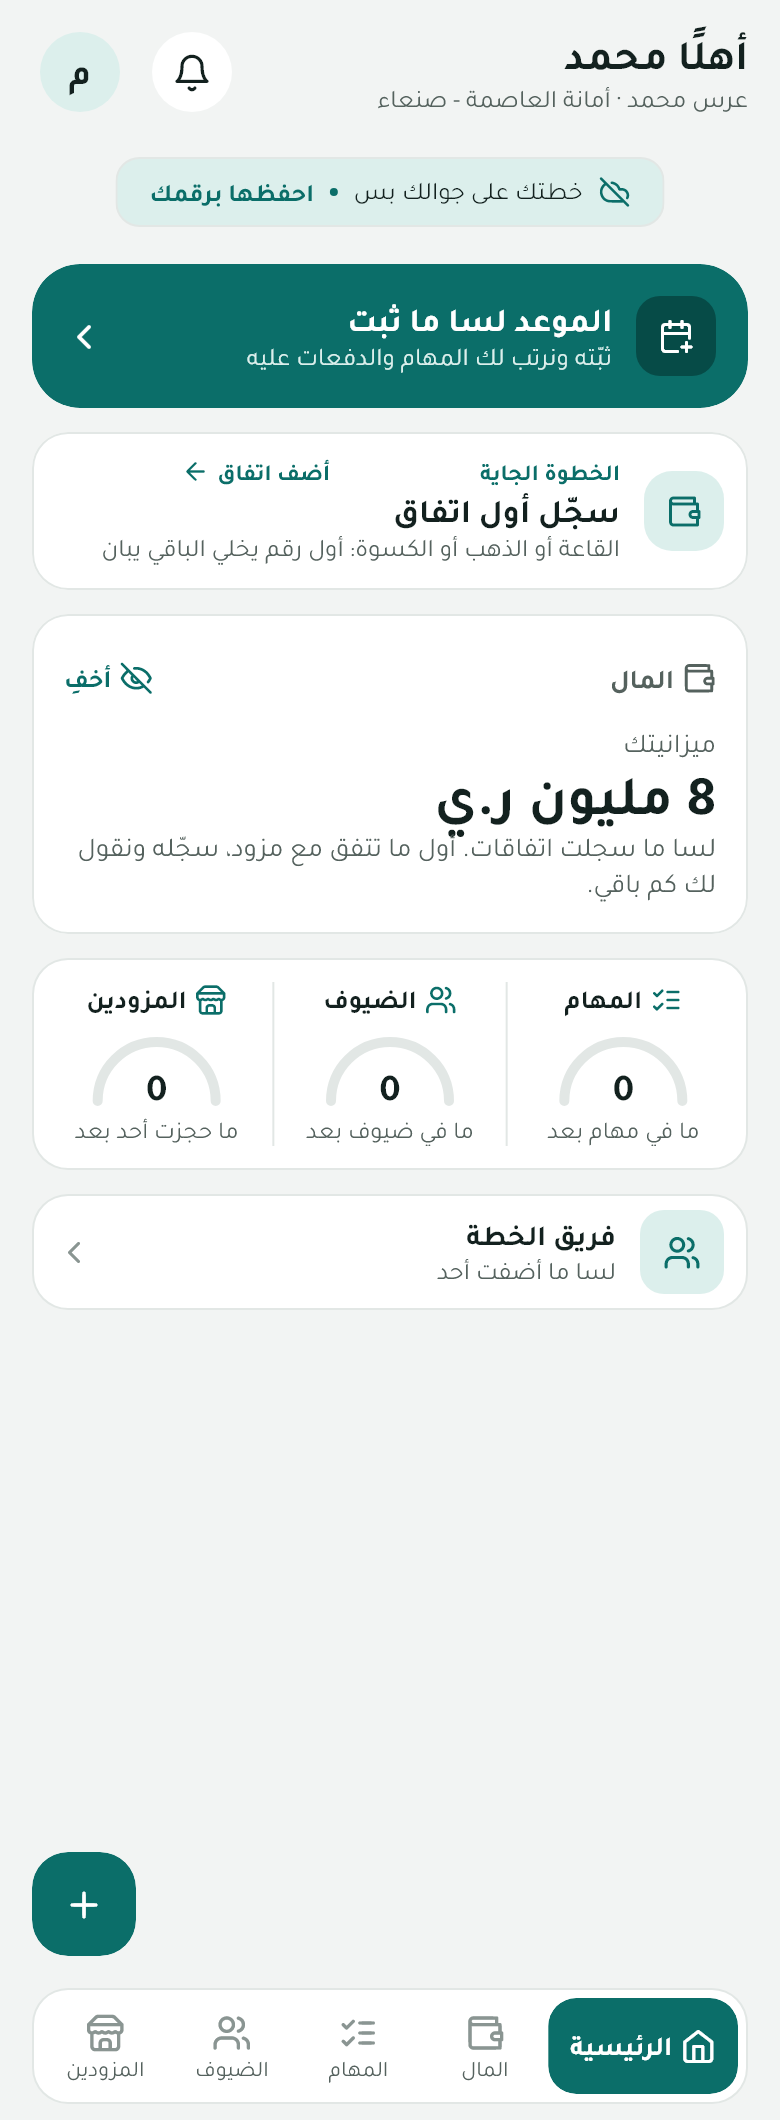 أهلًا محمد
عرس محمد · أمانة العاصمة - صنعاء
م
خطتك على جوالك بس • احفظها برقمك
الموعد لسا ما ثبت
ثبّته ونرتب لك المهام والدفعات عليه
الخطوة الجاية
أضف اتفاق
سجّل أول اتفاق
القاعة أو الذهب أو الكسوة: أول رقم يخلي الباقي يبان
المال
أخفِ
ميزانيتك
8 مليون ر.ي
لسا ما سجلت اتفاقات. أول ما تتفق مع مزود، سجّله ونقول
لك كم باقي.
المهام
0
ما في مهام بعد
الضيوف
0
ما في ضيوف بعد
المزودين
0
ما حجزت أحد بعد
فريق الخطة
لسا ما أضفت أحد
الرئيسية
المال
المهام
الضيوف
المزودين